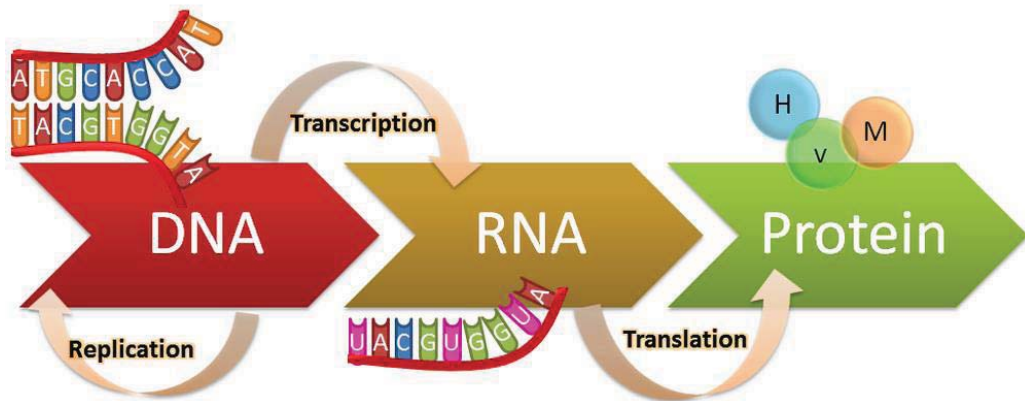 ATGCACCAT
TACGTGGTA
Transcription
H
V
M
DNA
RNA
Protein
UACGUGGUA
Replication
Translation